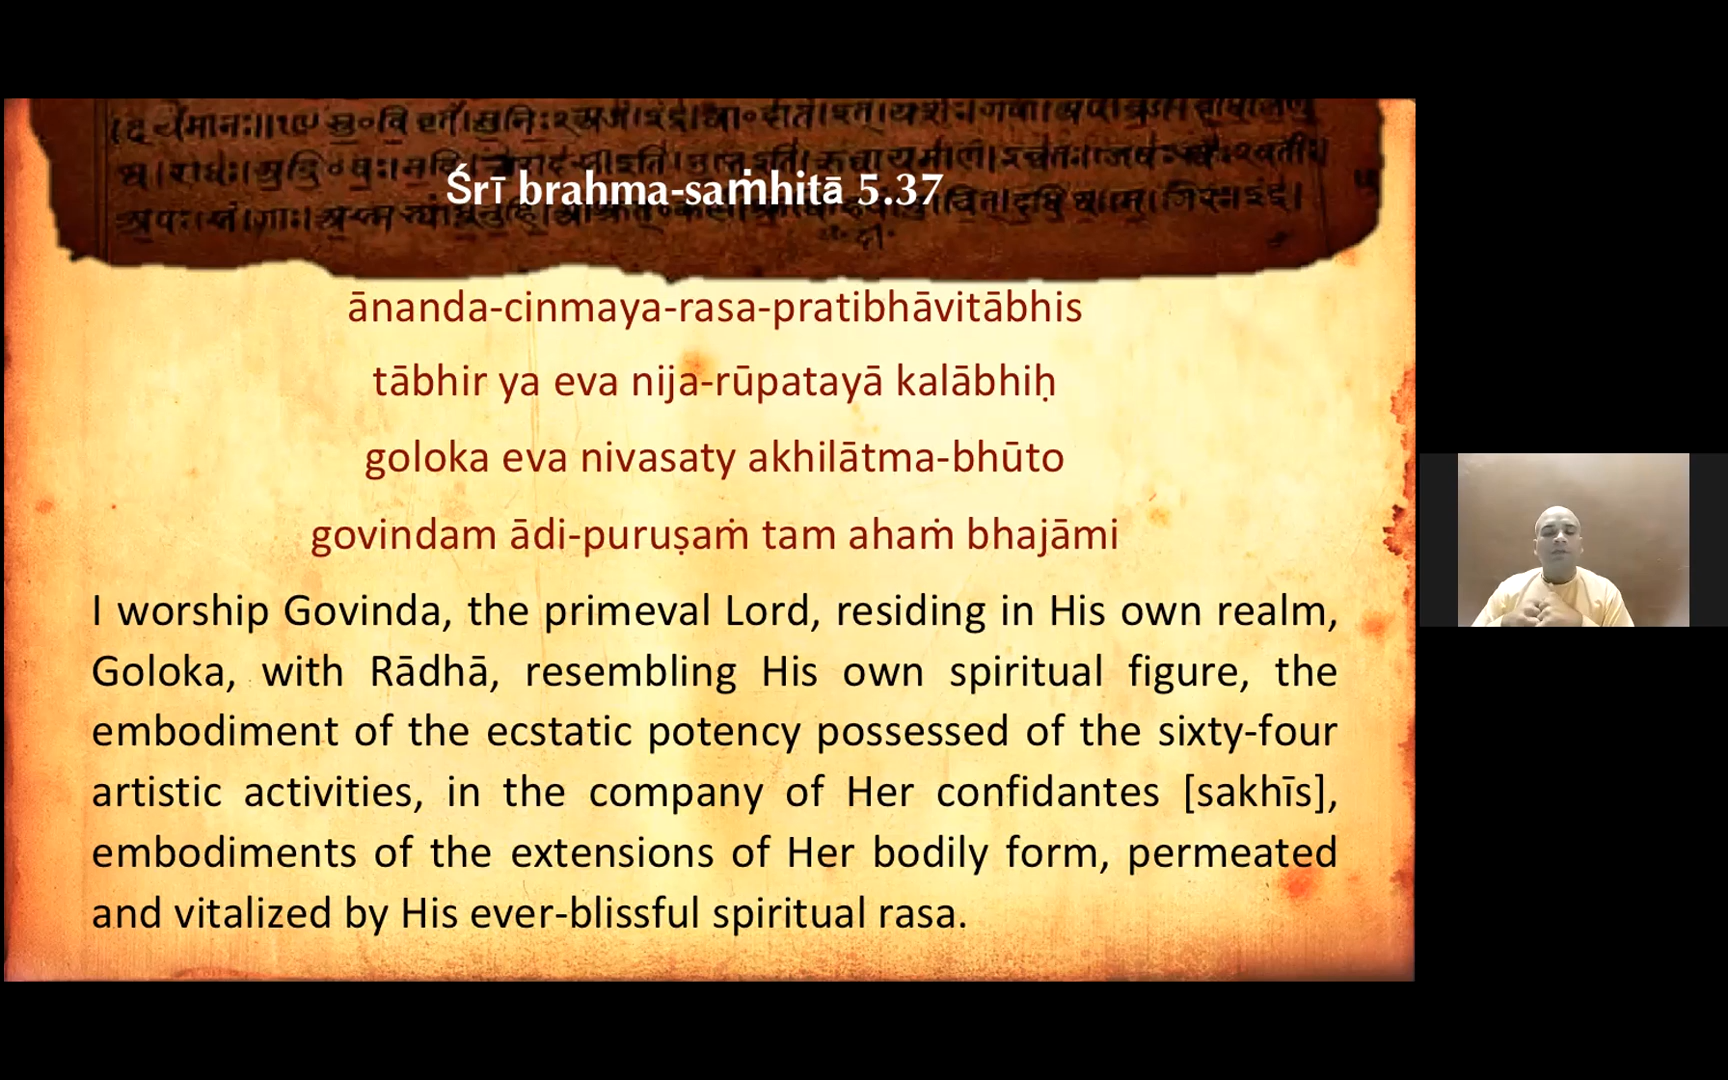 Śrī brahma-saṁhitā 5.37
ānanda-cinmaya-rasa-pratibhāvitābhis
tābhir ya eva nija-rūpatayā kalābhiḥ
goloka eva nivasaty akhilātma-bhūto
govindam ādi-puruṣaṁ tam ahaṁ bhajāmi
I worship Govinda, the primeval Lord, residing in His own realm,
Goloka, with Rādhā, resembling His own spiritual figure, the
embodiment of the ecstatic potency possessed of the sixty-four
artistic activities, in the company of Her confidantes [sakhīs],
embodiments of the extensions of Her bodily form, permeated
and vitalized by His ever-blissful spiritual rasa.